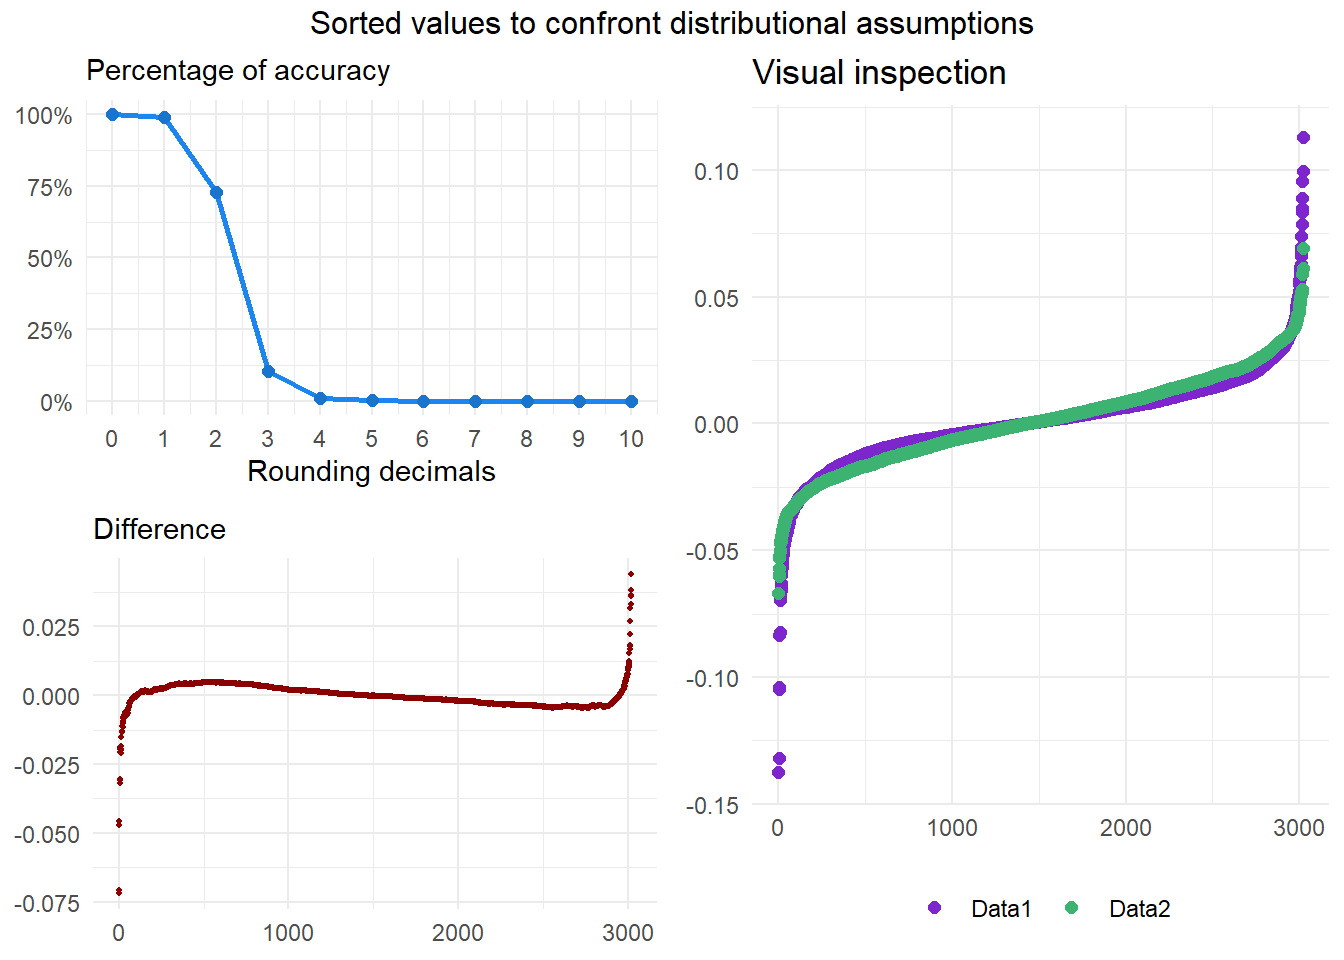 Sorted values to confront distributional assumptions
Percentage of accuracy
100%
75%
50%
25%
0%
0 1 2 3 4 5 6 7 8 9 10
Rounding decimals
Difference
0.025
0.000
-0.025
-0.050
-0.075
0 1000 2000 3000
Visual inspection
0.10
0.05
0.00
-0.05
-0.10
-0.15
0 1000 2000 3000
Data1 Data2